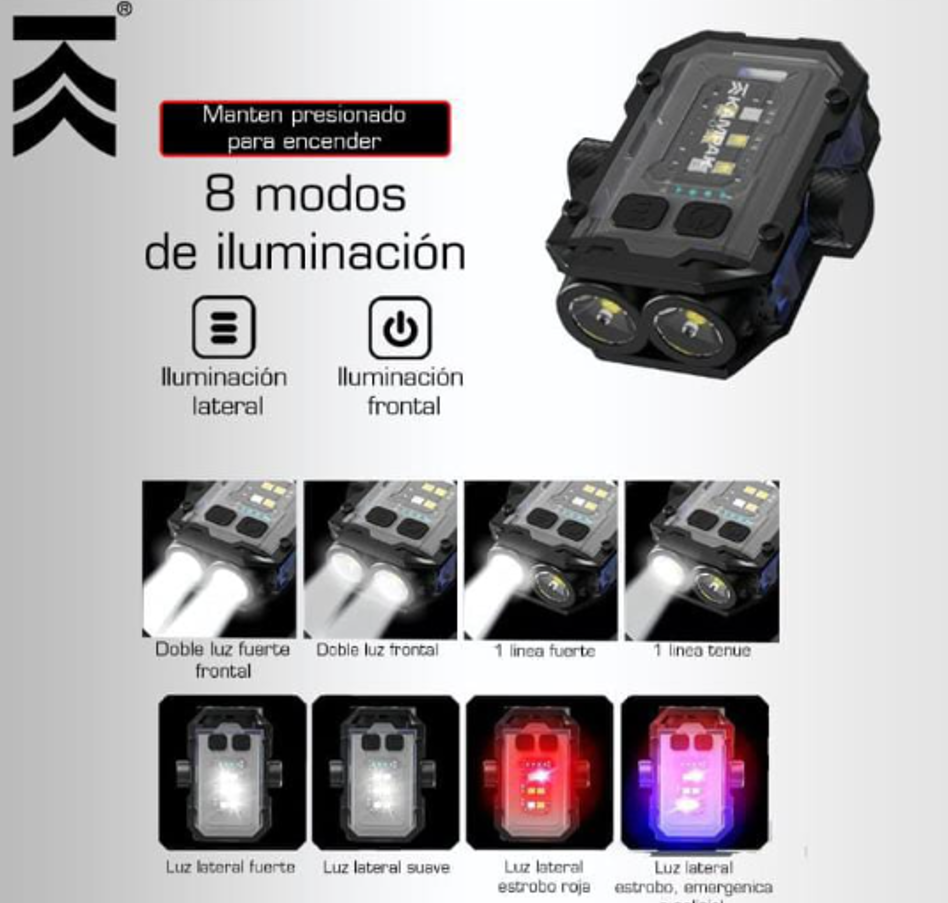 ®
Manten presionado
para encender
KAMBAK
8 modos
de iluminación
Iluminación
lateral
Iluminación
frontal
Doble luz fuerte
frontal
Doble luz frontal
1 linea fuerte
1 linea tenue
Luz lateral fuerte
Luz lateral suave
Luz lateral
estrobo roja
Luz lateral
estrobo, emergenica